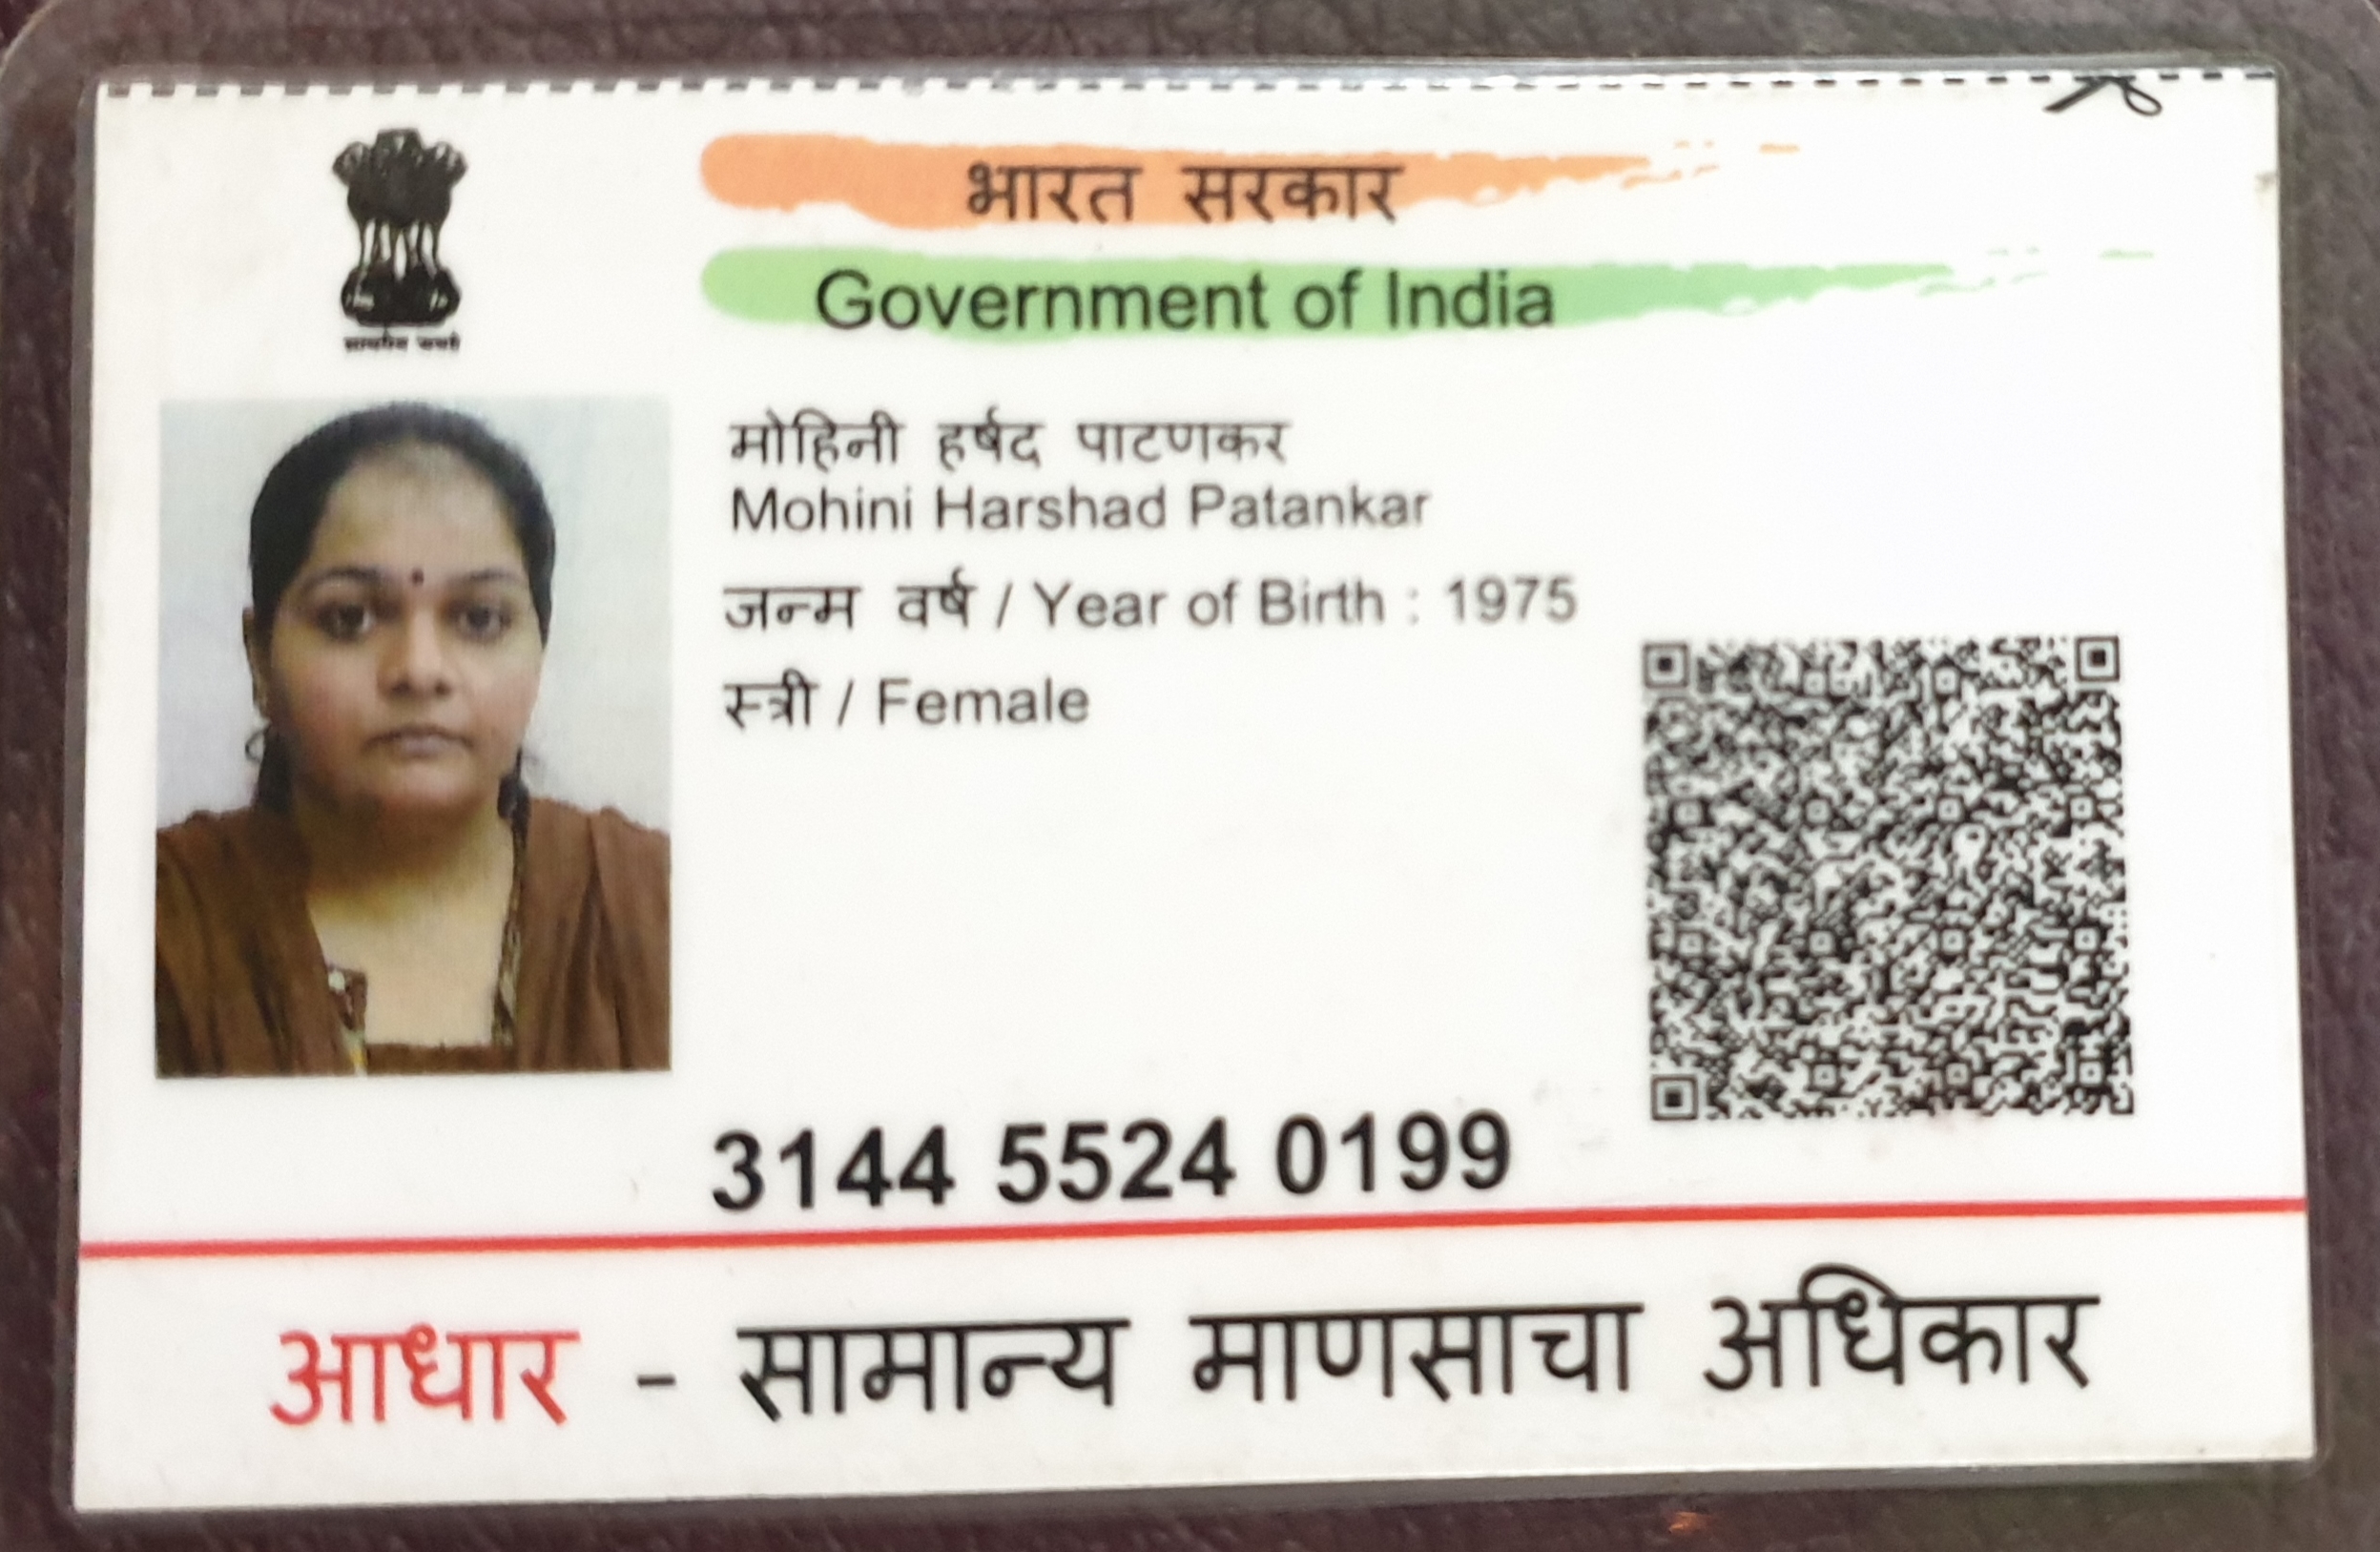 भारत सरकार
Government of India
सत्यमेव जयते
मोहिनी हर्षद पाटणकर
Mohini Harshad Patankar
जन्म वर्ष / Year of Birth : 1975
स्त्री / Female
3144 5524 0199
आधार - सामान्य माणसाचा अधिकार